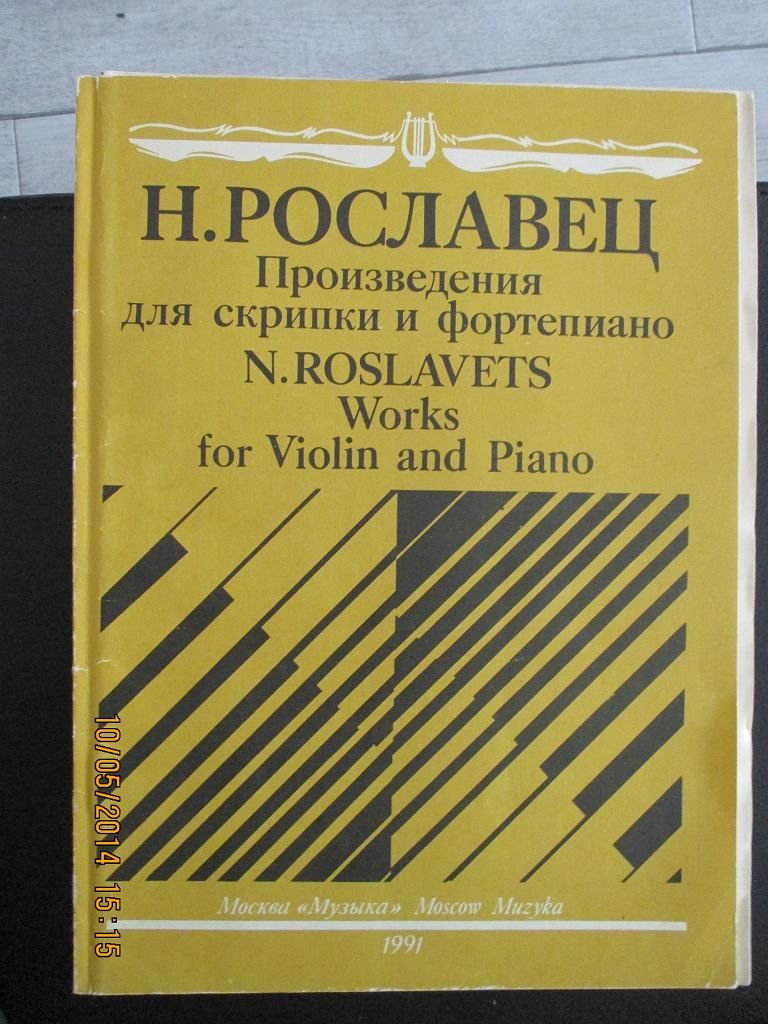 Н.РОСЛАВЕЦ
Произведения
для скрипки и фортепиано
N.ROSLAVETS
Works
for Violin and Piano
Москва «Музыка» Moscow Muzyka
1991
10/05/2014 15:15